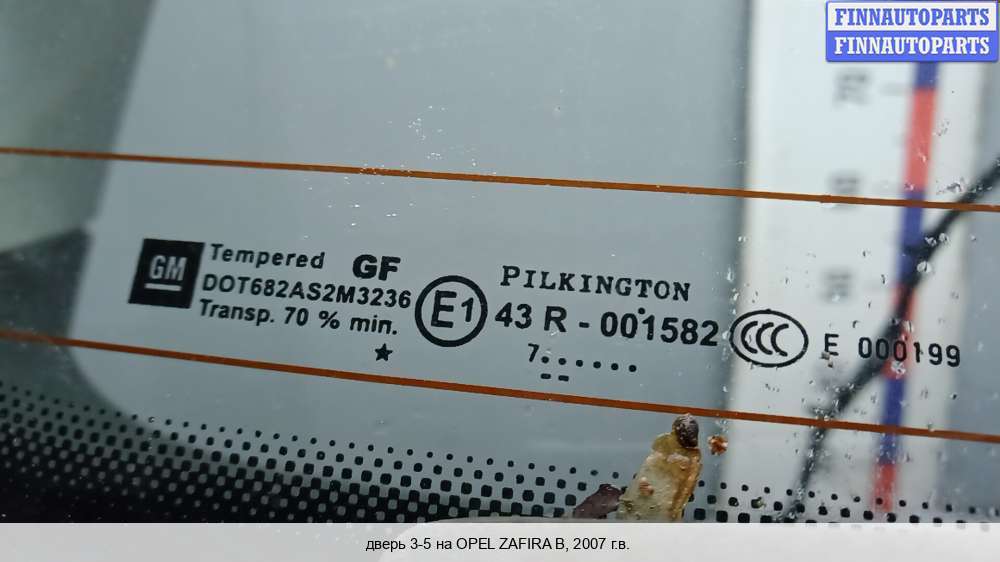 FINNAUTOPARTS
FINNAUTOPARTS
GM
Tempered GF
DOT682AS2M3236
Transp. 70 % min.
E1
PILKINGTON
43 R - 001582
7......
--
CCC
E 000199
дверь 3-5 на OPEL ZAFIRA B, 2007 г.в.